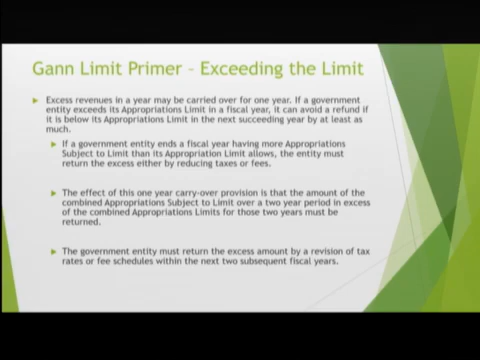 Gann Limit Primer – Exceeding the Limit
Excess revenues in a year may be carried over for one year. If a government
entity exceeds its Appropriations Limit in a fiscal year, it can avoid a refund if
it is below its Appropriations Limit in the next succeeding year by at least as
much.
If a government entity ends a fiscal year having more Appropriations
Subject to Limit than its Appropriation Limit allows, the entity must
return the excess either by reducing taxes or fees.
The effect of this one year carry-over provision is that the amount of the
combined Appropriations Subject to Limit over a two year period in excess
of the combined Appropriations Limits for those two years must be
returned.
The government entity must return the excess amount by a revision of tax
rates or fee schedules within the next two subsequent fiscal years.